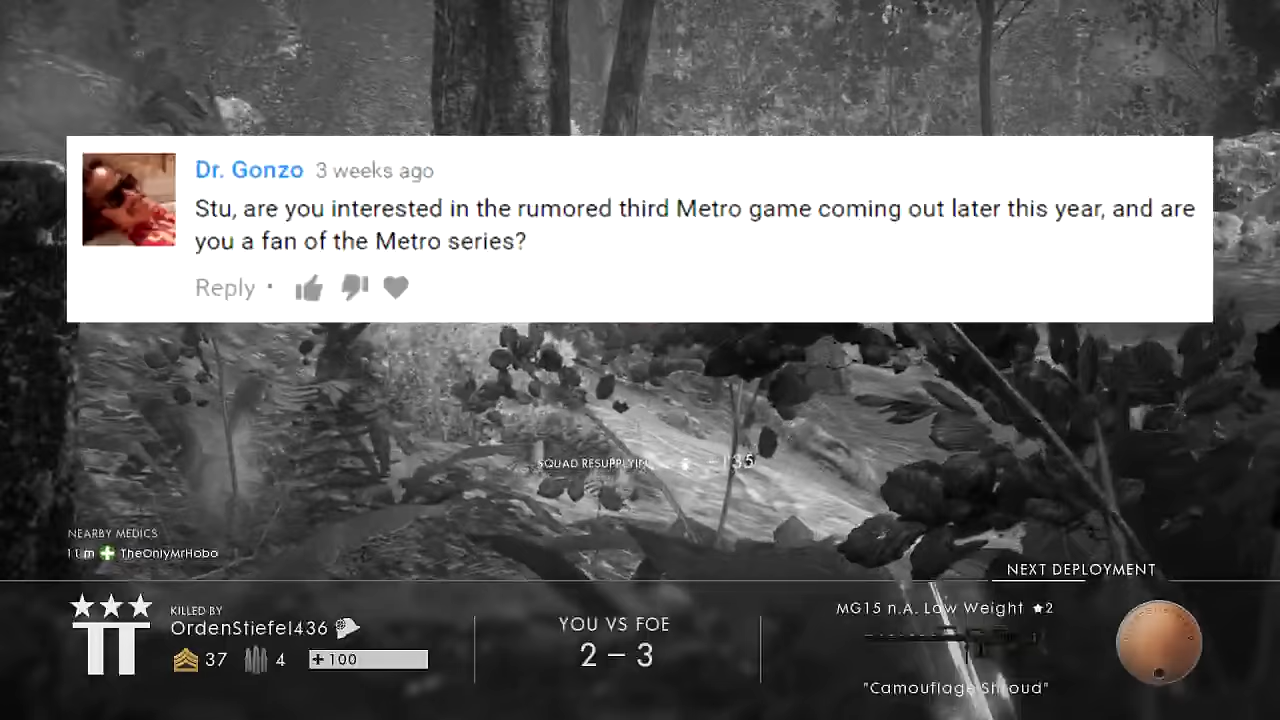 Dr. Gonzo 3 weeks ago
Stu, are you interested in the rumored third Metro game coming out later this year, and are
you a fan of the Metro series?
Reply
SQUAD RESUPPLYIN
NEARBY MEDICS
TheOnlyMrHobo
NEXT DEPLOYMENT
KILLED BY
OrdenStiefel436
37 4 +100
YOU VS FOE
2 – 3
MG15 n.A. Low Weight ★2
"Camouflage Shroud"